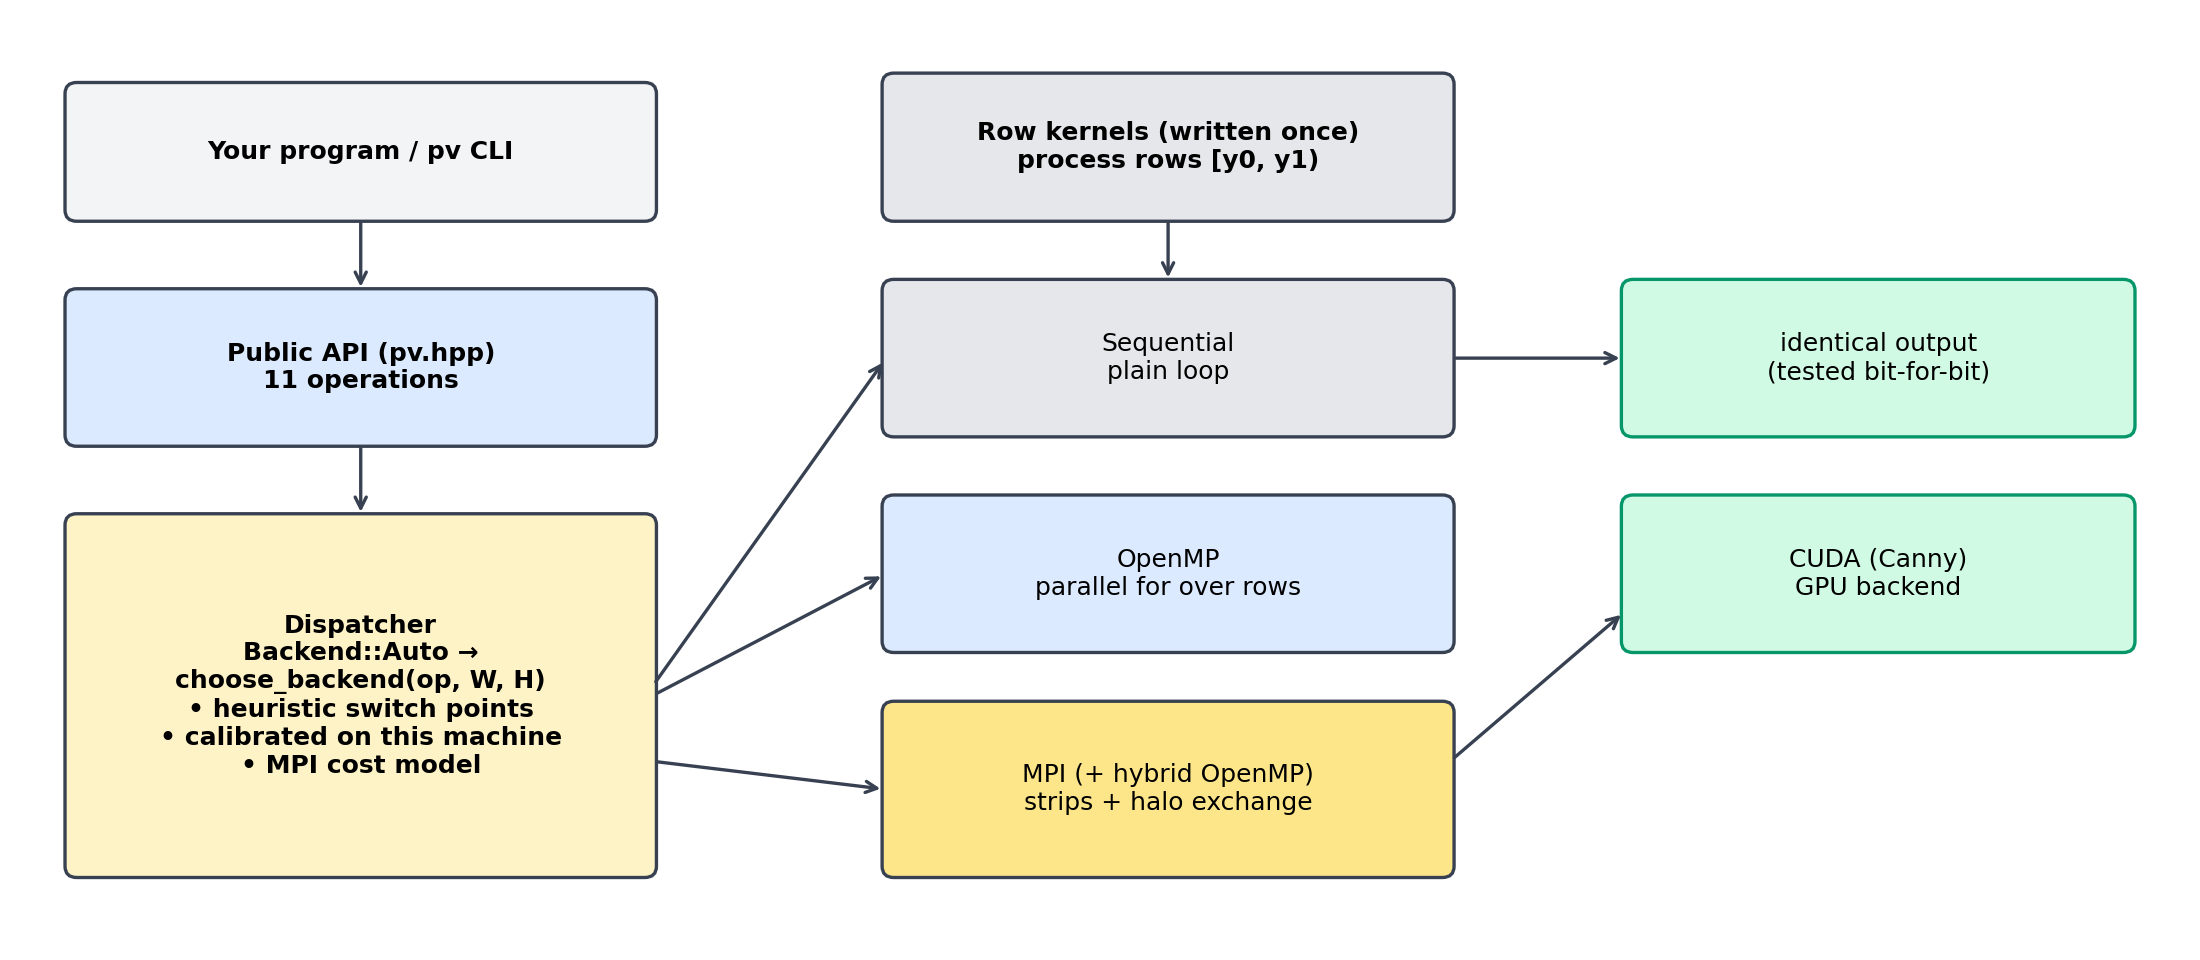 Your program / pv CLI
Public API (pv.hpp)
11 operations
Dispatcher
Backend::Auto →
choose_backend(op, W, H)
• heuristic switch points
• calibrated on this machine
• MPI cost model
Row kernels (written once)
process rows [y0, y1)
Sequential
plain loop
OpenMP
parallel for over rows
MPI (+ hybrid OpenMP)
strips + halo exchange
identical output
(tested bit-for-bit)
CUDA (Canny)
GPU backend